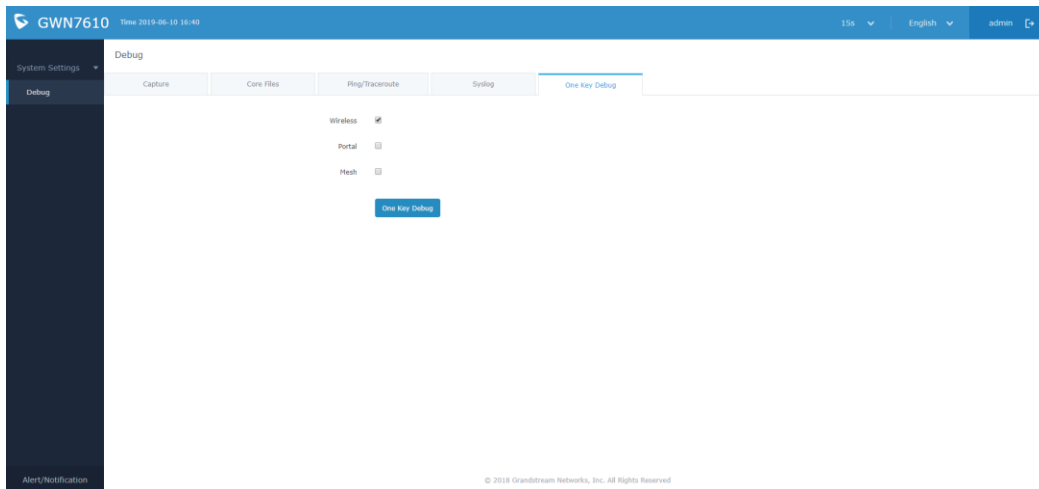 GWN7610 Time 2019-06-10 16:40 15s English admin
System Settings
Debug
Alert/Notification
Debug
Capture Core Files Ping/Traceroute Syslog One Key Debug
Wireless
Portal
Mesh
One Key Debug
© 2018 Grandstream Networks, Inc. All Rights Reserved